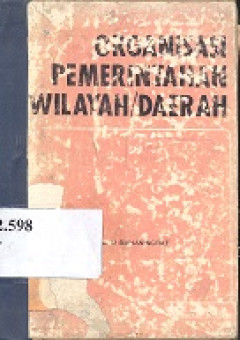 ORGANISASI
PEMERINTAHAN
WILAYAH/DAERAH
2.598